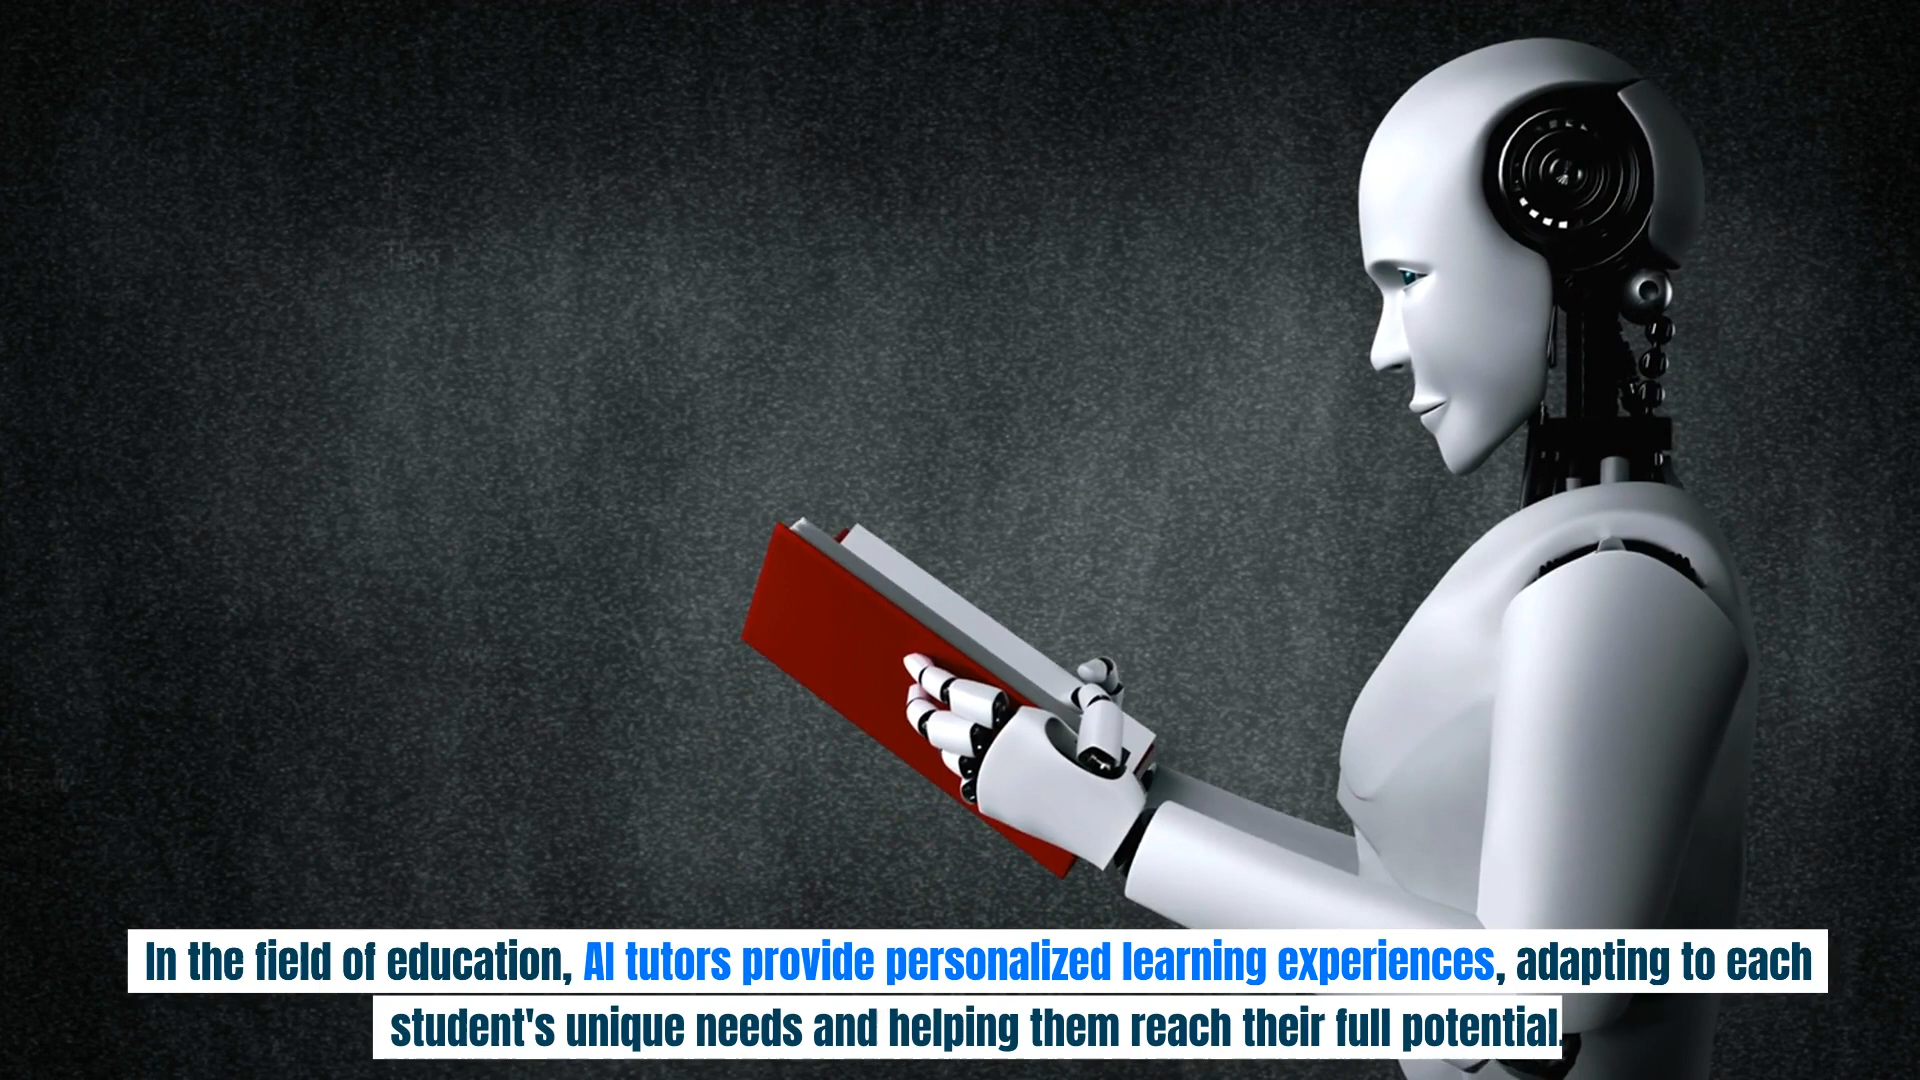 In the field of education, AI tutors provide personalized learning experiences, adapting to each
student's unique needs and helping them reach their full potential.